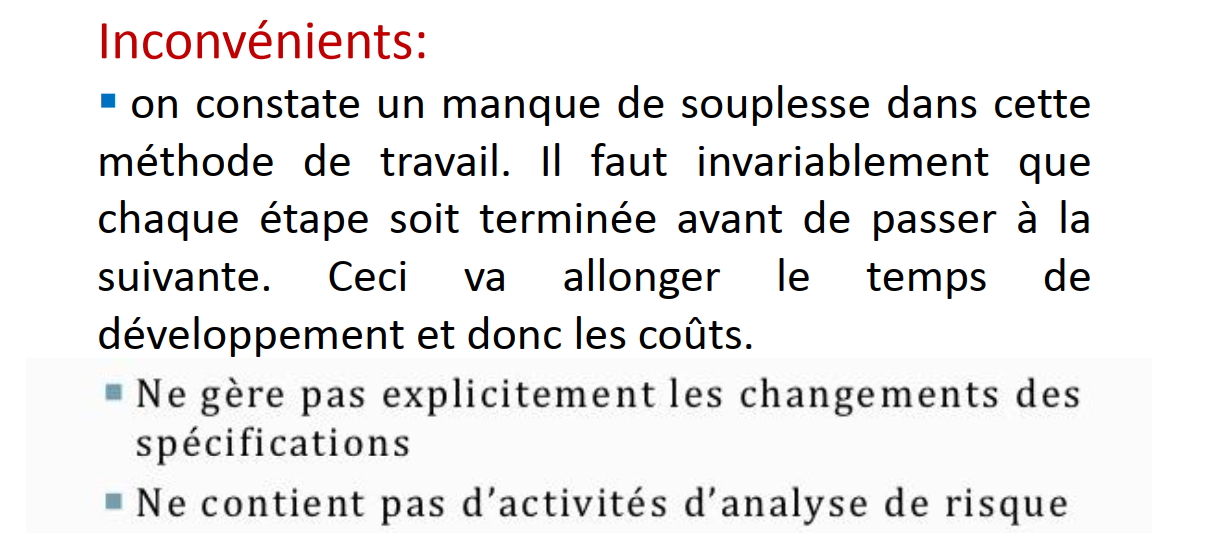 Inconvénients:
▪ on constate un manque de souplesse dans cette
méthode de travail. Il faut invariablement que
chaque étape soit terminée avant de passer à la
suivante. Ceci va allonger le temps de
développement et donc les coûts.
▪ Ne gère pas explicitement les changements des
spécifications
▪ Ne contient pas d’activités d’analyse de risque